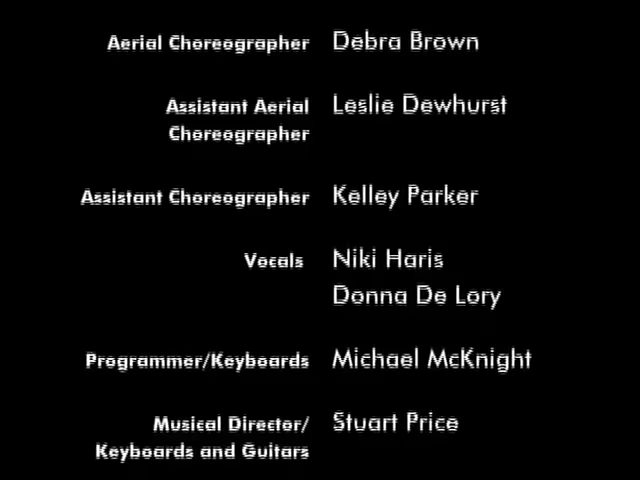 Aerial Choreographer Debra Brown
Assistant Aerial Leslie Dewhurst
Choreographer
Assistant Choreographer Kelley Parker
Vocals Niki Haris
Donna De Lory
Programmer/Keyboards Michael McKnight
Musical Director/ Stuart Price
Keyboards and Guitars